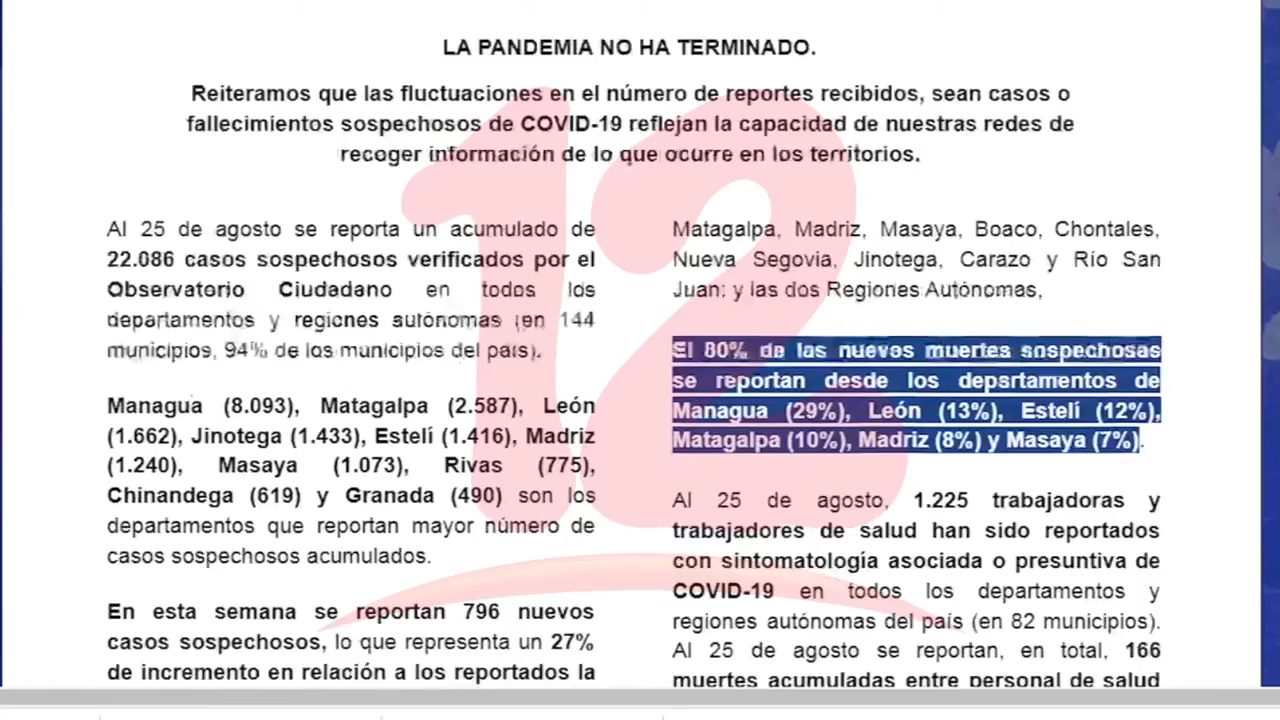 LA PANDEMIA NO HA TERMINADO.
Reiteramos que las fluctuaciones en el número de reportes recibidos, sean casos o
fallecimientos sospechosos de COVID-19 reflejan la capacidad de nuestras redes de
recoger información de lo que ocurre en los territorios.
Al 25 de agosto se reporta un acumulado de
22.086 casos sospechosos verificados por el
Observatorio Ciudadano en todos los
departamentos y regiones autónomas (en 144
municipios, 94% de los municipios del país).
Managua (8.093), Matagalpa (2.587), León
(1.662), Jinotega (1.433), Estelí (1.416), Madriz
(1.240), Masaya (1.073), Rivas (775),
Chinandega (619) y Granada (490) son los
departamentos que reportan mayor número de
casos sospechosos acumulados.
En esta semana se reportan 796 nuevos
casos sospechosos, lo que representa un 27%
de incremento en relación a los reportados la
Matagalpa, Madriz, Masaya, Boaco, Chontales,
Nueva Segovia, Jinotega, Carazo y Río San
Juan; y las dos Regiones Autónomas,
El 80% de las nuevos muertes sospechosas
se reportan desde los depsrtamentos de
Managua (29%), León (13%), Estelí (12%),
Matagalpa (10%), Madriz (8%) y Masaya (7%).
Al 25 de agosto, 1.225 trabajadoras y
trabajadores de salud han sido reportados
con sintomatología asociada o presuntiva de
COVID-19 en todos los departamentos y
regiones autónomas del país (en 82 municipios).
Al 25 de agosto se reportan, en total, 166
muertes acumuladas entre personal de salud
12